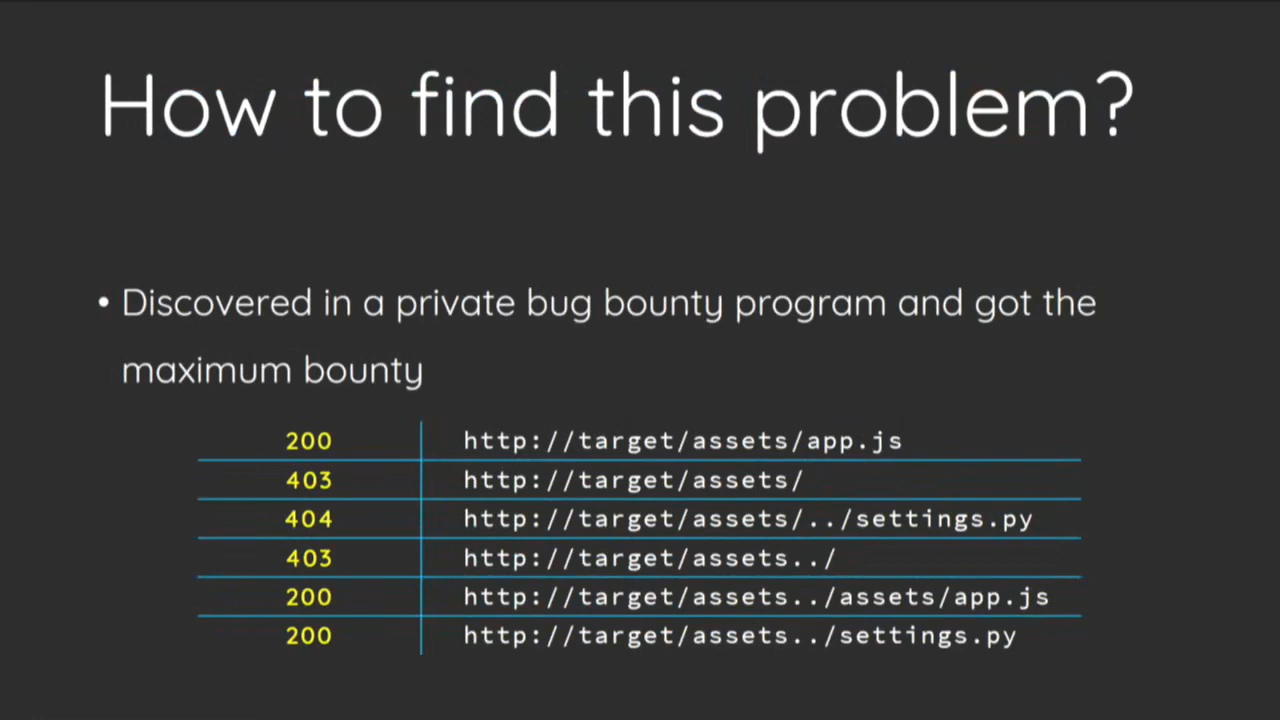 How to find this problem?
• Discovered in a private bug bounty program and got the
maximum bounty
200 http://target/assets/app.js
403 http://target/assets/
404 http://target/assets/../settings.py
403 http://target/assets../
200 http://target/assets../assets/app.js
200 http://target/assets../settings.py